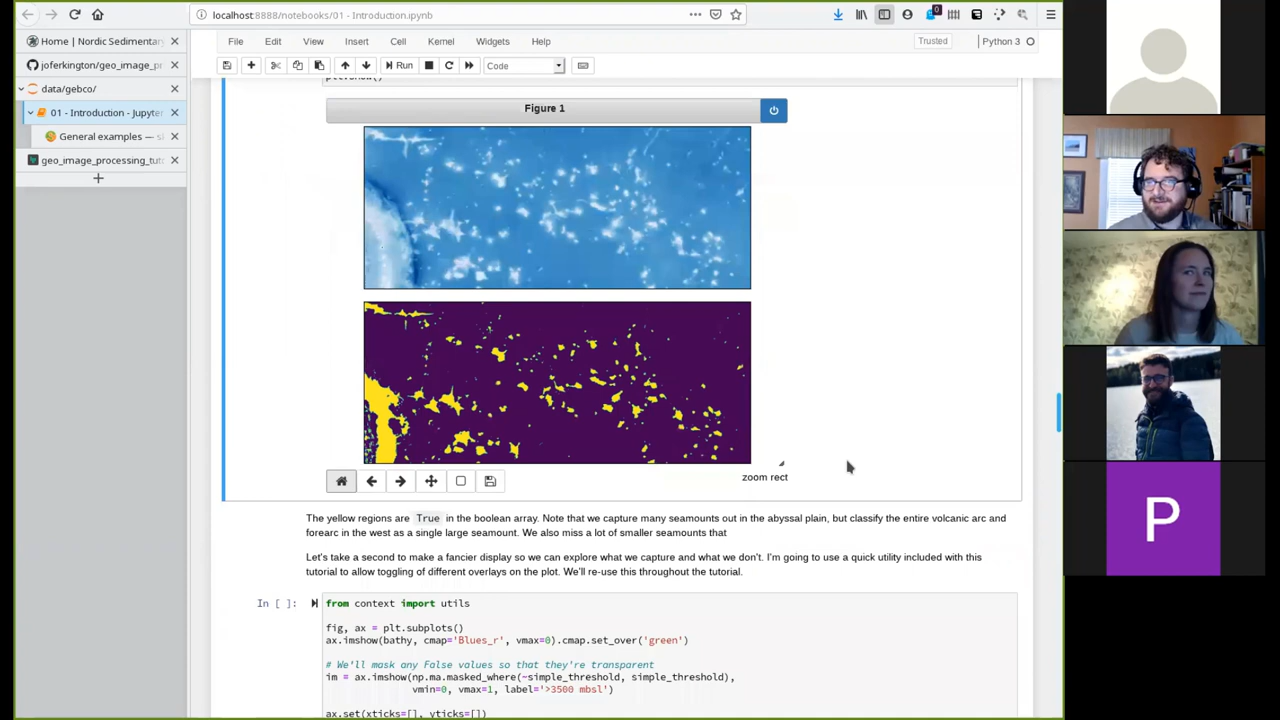 localhost:8888/notebooks/01 - Introduction.ipynb
0
Home | Nordic Sedimentar
joferkington/geo_image_pr
data/gebco/
01 - Introduction - Jupyte
General examples — s
geo_image_processing_tut
File Edit View Insert Cell Kernel Widgets Help
Trusted
Python 3
Run
Code
Figure 1
zoom rect
The yellow regions are True in the boolean array. Note that we capture many seamounts out in the abyssal plain, but classify the entire volcanic arc and
forearc in the west as a single large seamount. We also miss a lot of smaller seamounts that
Let's take a second to make a fancier display so we can explore what we capture and what we don't. I'm going to use a quick utility included with this
tutorial to allow toggling of different overlays on the plot. We'll re-use this throughout the tutorial.
In [ ]:
from context import utils
fig, ax = plt.subplots()
ax.imshow(bathy, cmap='Blues_r', vmax=0).cmap.set_over('green')
# We'll mask any False values so that they're transparent
im = ax.imshow(np.ma.masked_where(~simple_threshold, simple_threshold),
vmin=0, vmax=1, label='>3500 mbsl')
ax.set(xticks=[], yticks=[])
P